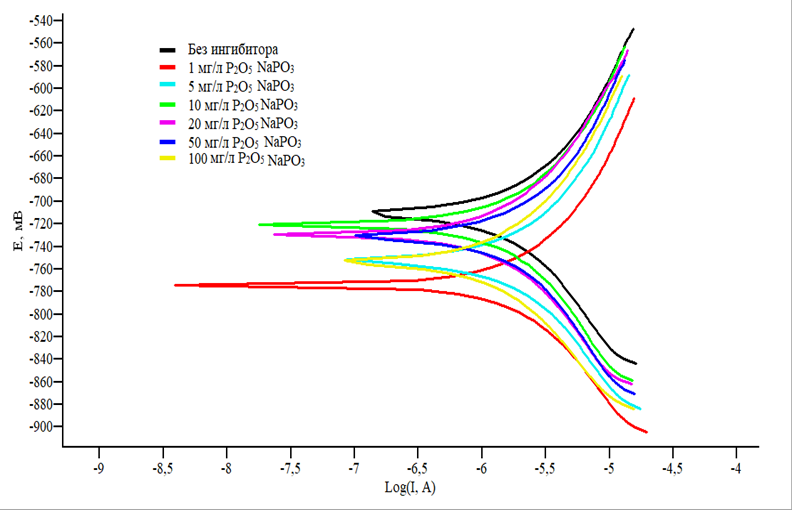 Без ингибитора
1 мг/л P₂O₅ NaPO₃
5 мг/л P₂O₅ NaPO₃
10 мг/л P₂O₅ NaPO₃
20 мг/л P₂O₅ NaPO₃
50 мг/л P₂O₅ NaPO₃
100 мг/л P₂O₅ NaPO₃
E, мВ
-540
-560
-580
-600
-620
-640
-660
-680
-700
-720
-740
-760
-780
-800
-820
-840
-860
-880
-900
-9 -8 -7,5 -7 -6,5 -6 -5,5 -5 -4,5 -4
Log(I, A)